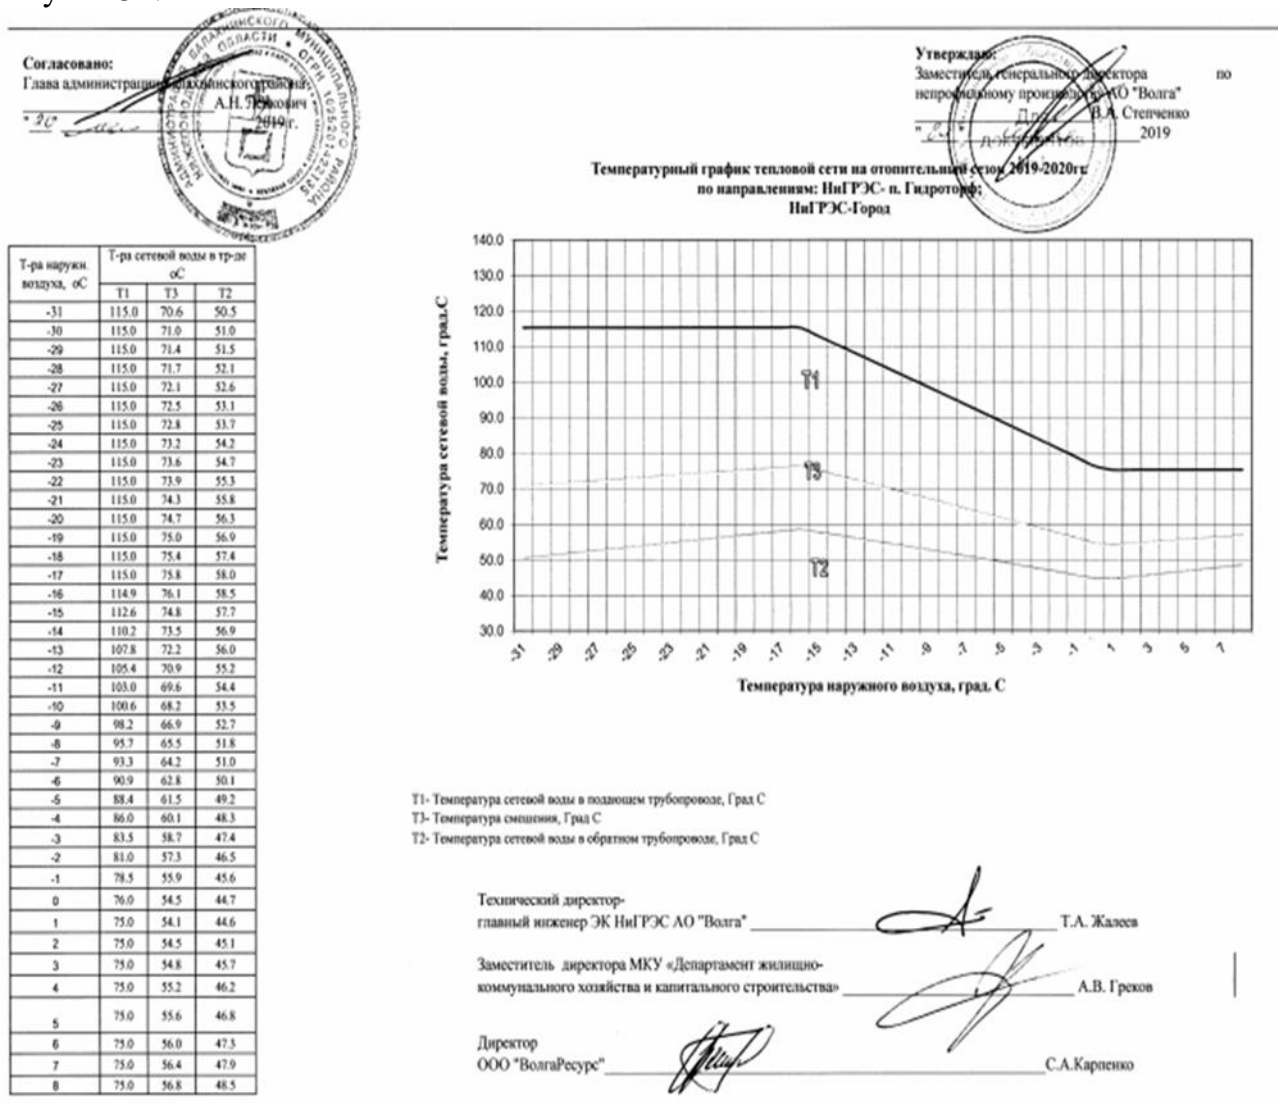 Согласовано:
Глава администрации Балахнинского района
А.Н. 
"20" 2019 г.
АДМИНИСТРАЦИЯ БАЛАХНИНСКОГО МУНИЦИПАЛЬНОГО РАЙОНА
НИЖЕГОРОДСКОЙ ОБЛАСТИ • ОГРН 1025201422135
Утверждаю:
Заместитель генерального директора по
непрофильному производству АО "Волга"
В.А. Степченко
2019
Для
ДОКУМЕНТОВ
Температурный график тепловой сети на отопительный сезон 2019-2020гг.
по направлениям: НиГРЭС- п. Гидроторф;
НиГРЭС-Город
Т-ра наружн. воздуха, оС Т-ра сетевой воды в тр-де оС
Т1 Т3 Т2
-31 115.0 70.6 50.5
-30 115.0 71.0 51.0
-29 115.0 71.4 51.5
-28 115.0 71.7 52.1
-27 115.0 72.1 52.6
-26 115.0 72.5 53.1
-25 115.0 72.8 53.7
-24 115.0 73.2 54.2
-23 115.0 73.6 54.7
-22 115.0 73.9 55.3
-21 115.0 74.3 55.8
-20 115.0 74.7 56.3
-19 115.0 75.0 56.9
-18 115.0 75.4 57.4
-17 115.0 75.8 58.0
-16 114.9 76.1 58.5
-15 112.6 74.8 57.7
-14 110.2 73.5 56.9
-13 107.8 72.2 56.0
-12 105.4 70.9 55.2
-11 103.0 69.6 54.4
-10 100.6 68.2 53.5
-9 98.2 66.9 52.7
-8 95.7 65.5 51.8
-7 93.3 64.2 51.0
-6 90.9 62.8 50.1
-5 88.4 61.5 49.2
-4 86.0 60.1 48.3
-3 83.5 58.7 47.4
-2 81.0 57.3 46.5
-1 78.5 55.9 45.6
0 76.0 54.5 44.7
1 75.0 54.1 44.6
2 75.0 54.5 45.1
3 75.0 54.8 45.7
4 75.0 55.2 46.2
5 75.0 55.6 46.8
6 75.0 56.0 47.3
7 75.0 56.4 47.9
8 75.0 56.8 48.5
Температура сетевой воды, град.С
140.0
130.0
120.0
110.0
100.0
90.0
80.0
70.0
60.0
50.0
40.0
30.0
Т1
Т3
Т2
-31 -29 -27 -25 -23 -21 -19 -17 -15 -13 -11 -9 -7 -5 -3 -1 1 3 5 7
Температура наружного воздуха, град. С
Т1- Температура сетевой воды в подающем трубопроводе, Град С
Т3- Температура смешения, Град С
Т2- Температура сетевой воды в обратном трубопроводе, Град С
Технический директор-
главный инженер ЭК НиГРЭС АО "Волга" Т.А. Жалеев
Заместитель директора МКУ «Департамент жилищно-
коммунального хозяйства и капитального строительства» А.В. Греков
Директор
ООО "ВолгаРесурс" С.А.Карпенко